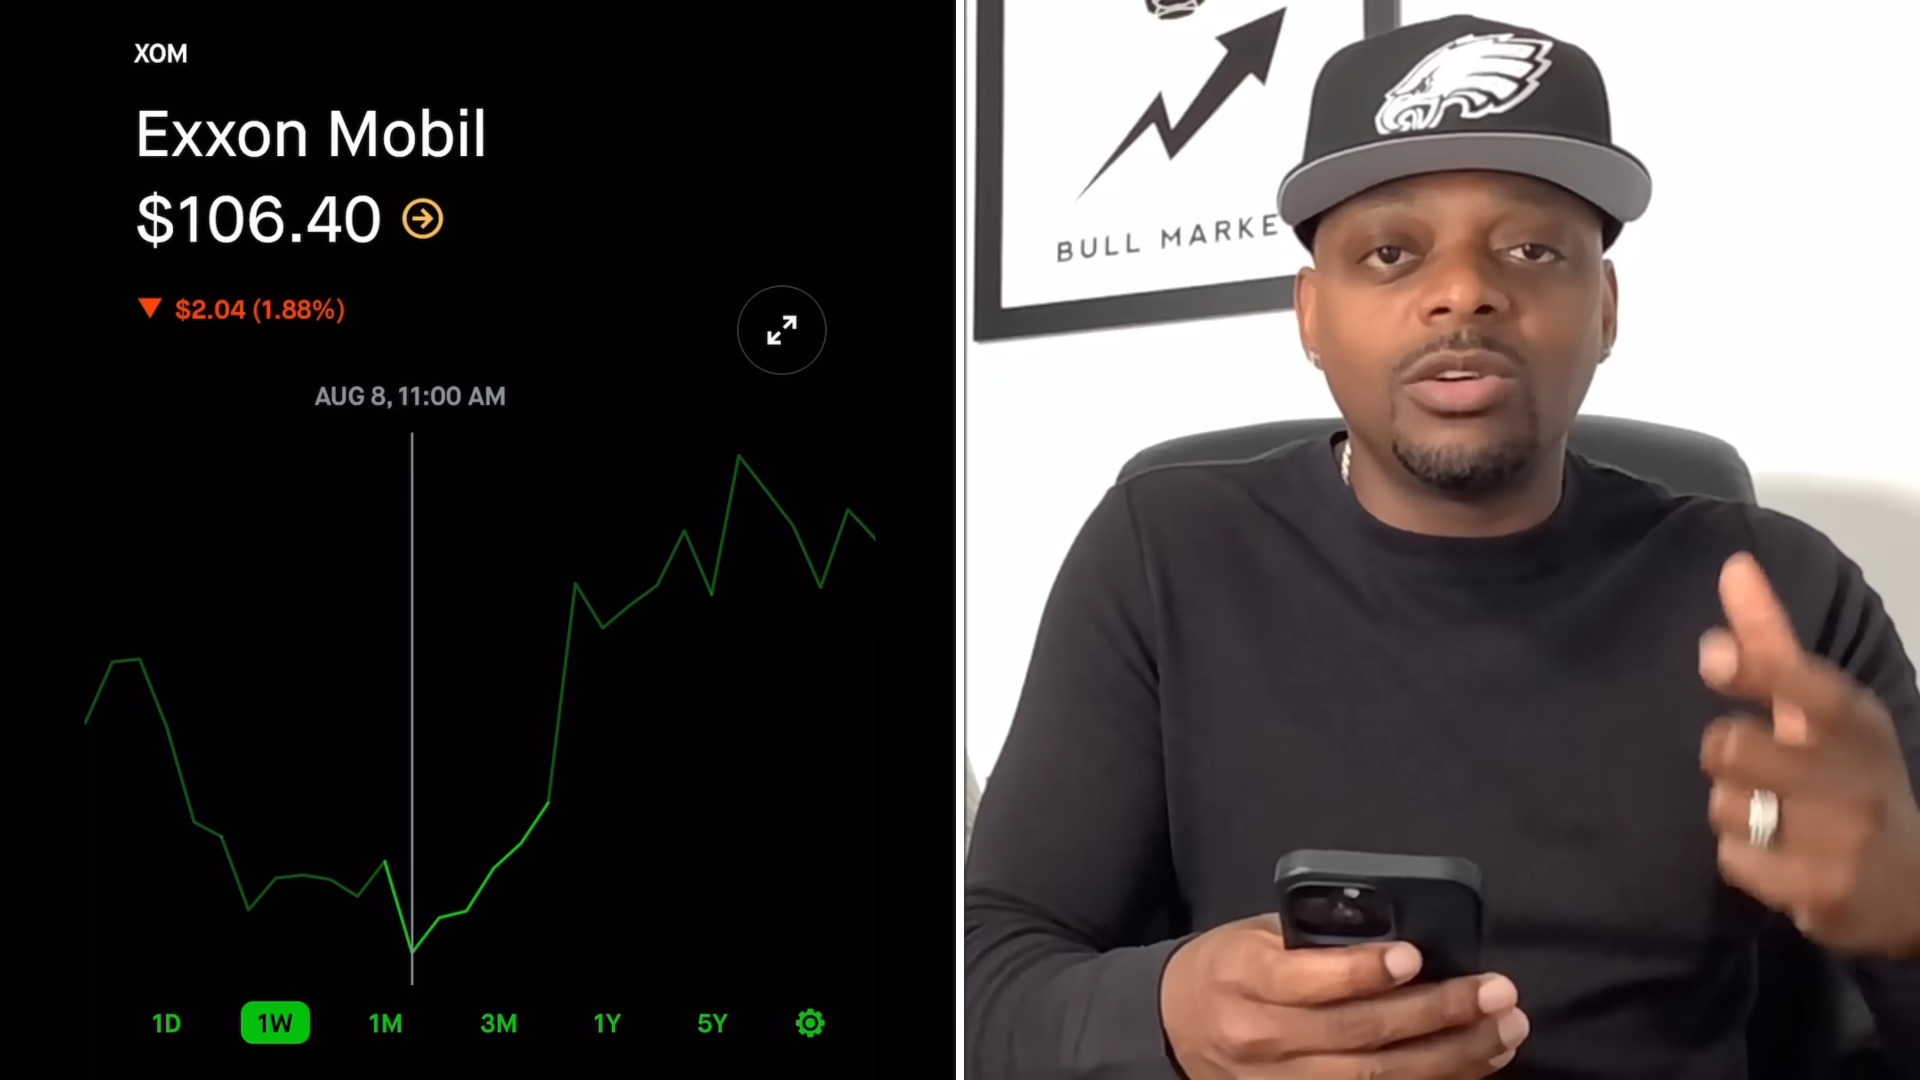 XOM
Exxon Mobil
$106.40
$2.04 (1.88%)
AUG 8, 11:00 AM
1D
1W
1M
3M
1Y
5Y
BULL MARKE